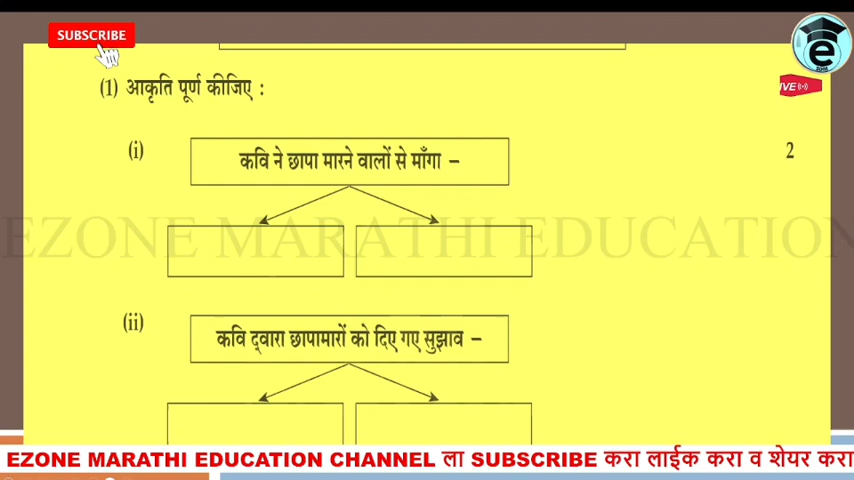 SUBSCRIBE
e
IVE
(1) आकृति पूर्ण कीजिए :
(i) कवि ने छापा मारने वालों से माँगा – 2
EZONE MARATHI EDUCATION
(ii) कवि द्‌वारा छापामारों को दिए गए सुझाव –
EZONE MARATHI EDUCATION CHANNEL ला SUBSCRIBE करा लाईक करा व शेयर करा